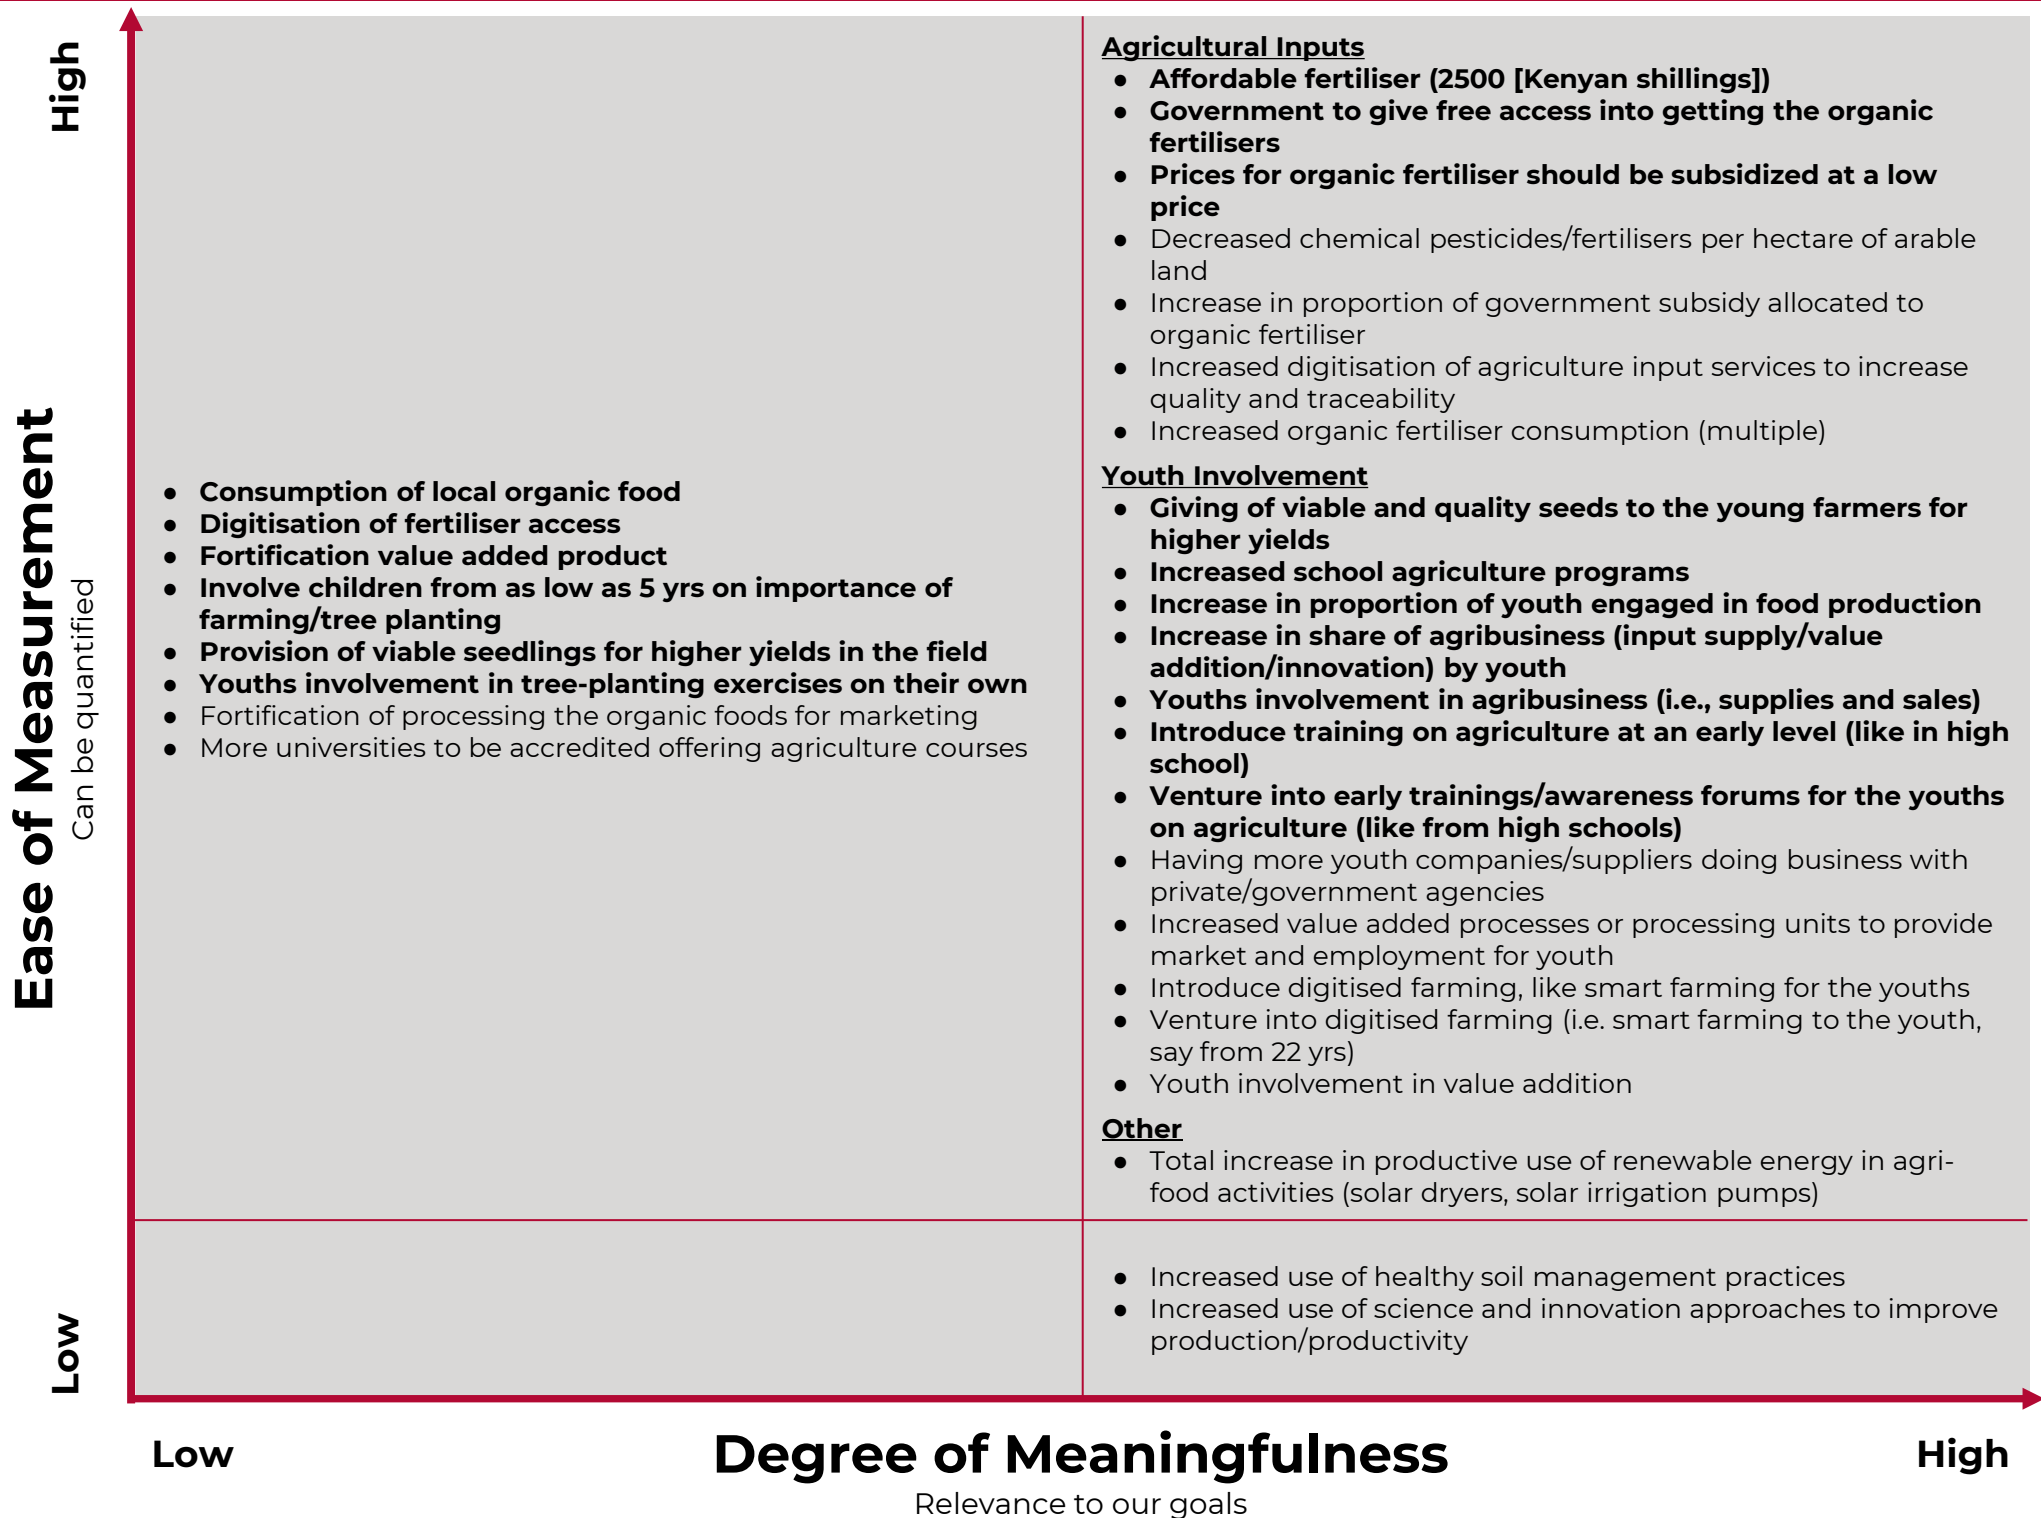 High
Ease of Measurement
Can be quantified
Low
● Consumption of local organic food
● Digitisation of fertiliser access
● Fortification value added product
● Involve children from as low as 5 yrs on importance of
farming/tree planting
● Provision of viable seedlings for higher yields in the field
● Youths involvement in tree-planting exercises on their own
● Fortification of processing the organic foods for marketing
● More universities to be accredited offering agriculture courses
Agricultural Inputs
● Affordable fertiliser (2500 [Kenyan shillings])
● Government to give free access into getting the organic
fertilisers
● Prices for organic fertiliser should be subsidized at a low
price
● Decreased chemical pesticides/fertilisers per hectare of arable
land
● Increase in proportion of government subsidy allocated to
organic fertiliser
● Increased digitisation of agriculture input services to increase
quality and traceability
● Increased organic fertiliser consumption (multiple)
Youth Involvement
● Giving of viable and quality seeds to the young farmers for
higher yields
● Increased school agriculture programs
● Increase in proportion of youth engaged in food production
● Increase in share of agribusiness (input supply/value
addition/innovation) by youth
● Youths involvement in agribusiness (i.e., supplies and sales)
● Introduce training on agriculture at an early level (like in high
school)
● Venture into early trainings/awareness forums for the youths
on agriculture (like from high schools)
● Having more youth companies/suppliers doing business with
private/government agencies
● Increased value added processes or processing units to provide
market and employment for youth
● Introduce digitised farming, like smart farming for the youths
● Venture into digitised farming (i.e. smart farming to the youth,
say from 22 yrs)
● Youth involvement in value addition
Other
● Total increase in productive use of renewable energy in agri-
food activities (solar dryers, solar irrigation pumps)
● Increased use of healthy soil management practices
● Increased use of science and innovation approaches to improve
production/productivity
Low
Degree of Meaningfulness
High
Relevance to our goals